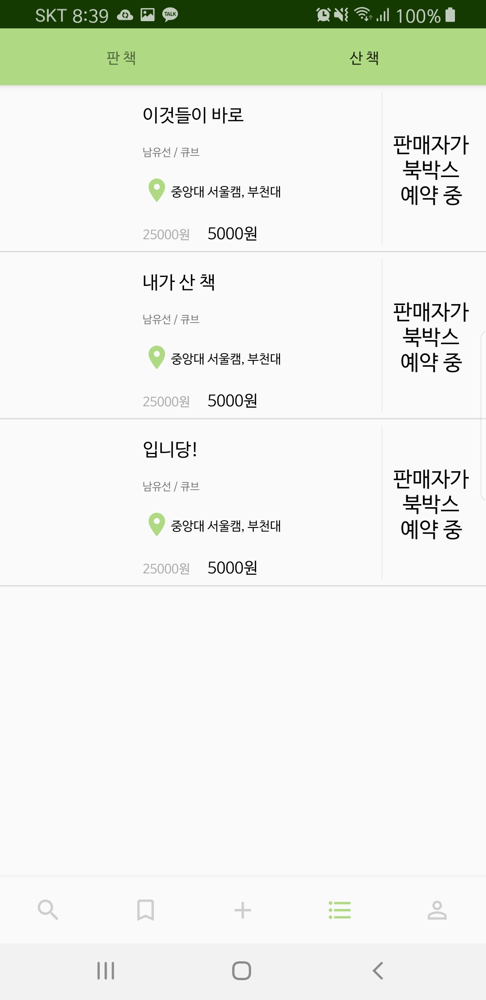 SKT 8:39 TALK 100%
판 책 산 책
이것들이 바로
남유선 / 큐브
중앙대 서울캠, 부천대
25000원 5000원
판매자가
북박스
예약 중
내가 산 책
남유선 / 큐브
중앙대 서울캠, 부천대
25000원 5000원
판매자가
북박스
예약 중
입니당!
남유선 / 큐브
중앙대 서울캠, 부천대
25000원 5000원
판매자가
북박스
예약 중